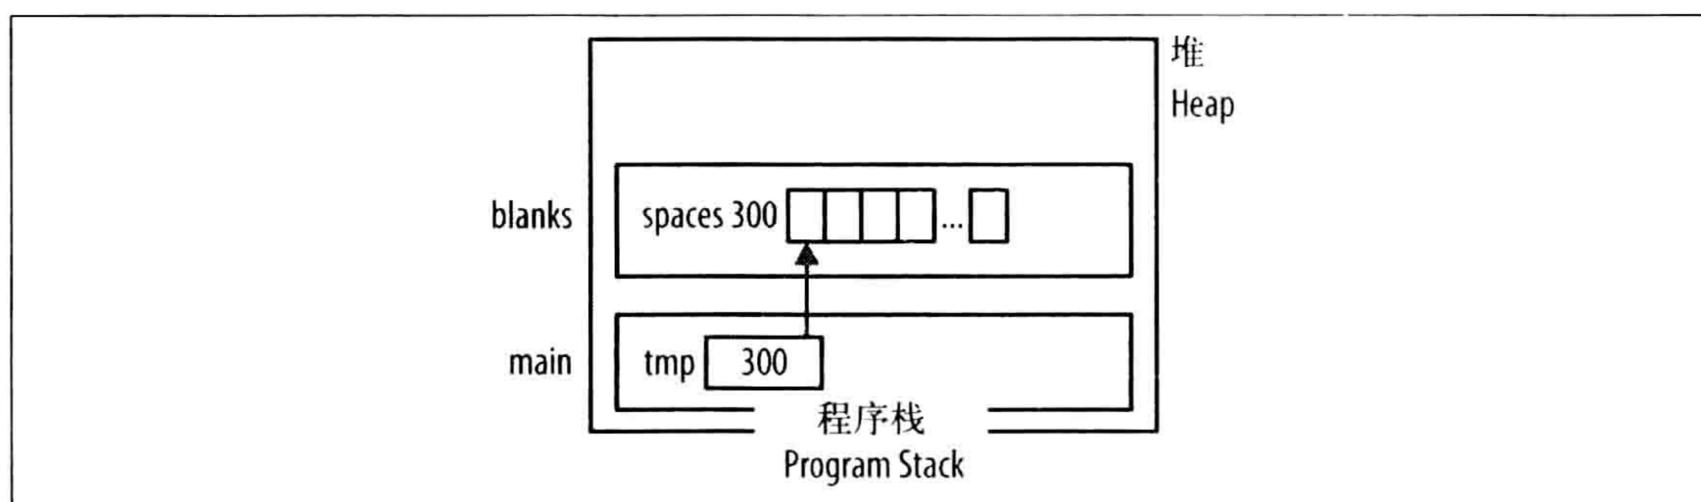 堆
Heap
blanks
spaces 300 ...
main
tmp 300
程序栈
Program Stack